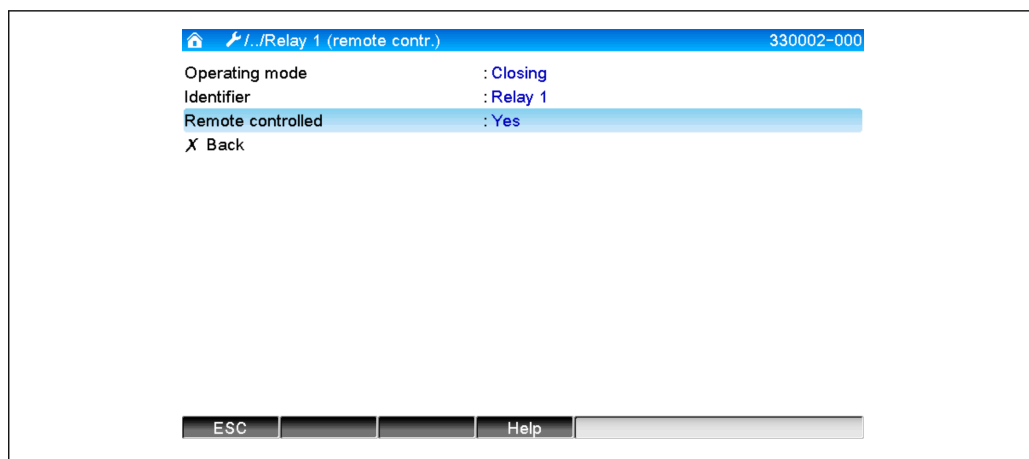 /../Relay 1 (remote contr.) 330002-000
Operating mode : Closing
Identifier : Relay 1
Remote controlled : Yes
X Back
ESC Help